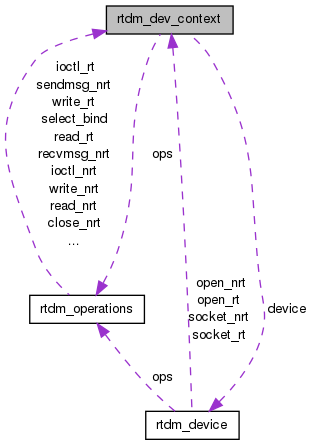 rtdm_dev_context
ioctl_rt
sendmsg_nrt
write_rt
select_bind
read_rt
recvmsg_nrt
ioctl_nrt
write_nrt
read_nrt
close_nrt
...
ops
open_nrt
open_rt
socket_nrt
socket_rt
device
rtdm_operations
ops
rtdm_device